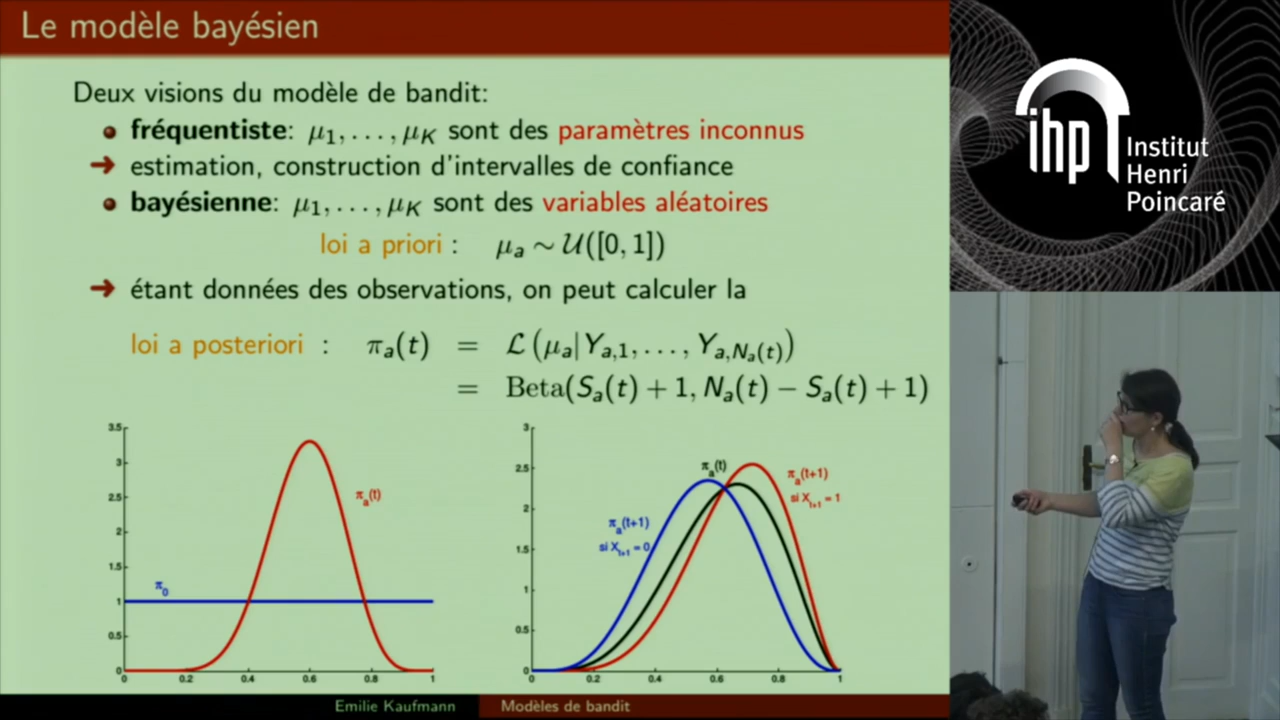 Le modèle bayésien
Deux visions du modèle de bandit:
fréquentiste: μ1, . . . , μK sont des paramètres inconnus
➜ estimation, construction d'intervalles de confiance
bayésienne: μ1, . . . , μK sont des variables aléatoires
loi a priori : μa ∼ U([0, 1])
➜ étant données des observations, on peut calculer la
loi a posteriori : πa(t) = L (μa|Ya,1, . . . , Ya,Na(t))
= Beta(Sa(t) + 1, Na(t) − Sa(t) + 1)
3.5
3
2.5
2
1.5
1
0.5
0
0 0.2 0.4 0.6 0.8 1
πa(t)
π0
3
2.5
2
1.5
1
0.5
0
0 0.2 0.4 0.6 0.8 1
πa(t)
πa(t+1)
si Xt+1 = 1
πa(t+1)
si Xt+1 = 0
Emilie Kaufmann Modèles de bandit
ihp
Institut
Henri
Poincaré